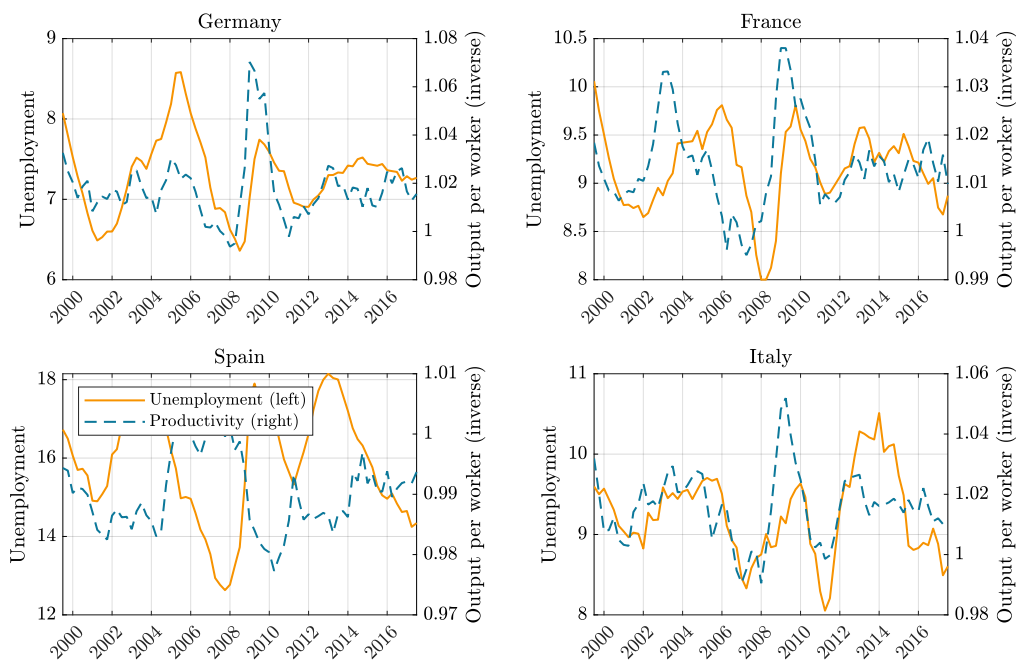 Germany
9
8
7
6
Unemployment
1.08
1.06
1.04
1.02
1
0.98
Output per worker (inverse)
2000 2002 2004 2006 2008 2010 2012 2014 2016
France
10.5
10
9.5
9
8.5
8
Unemployment
1.04
1.03
1.02
1.01
1
0.99
Output per worker (inverse)
2000 2002 2004 2006 2008 2010 2012 2014 2016
Spain
18
16
14
12
Unemployment
Unemployment (left)
Productivity (right)
1.01
1
0.99
0.98
0.97
Output per worker (inverse)
2000 2002 2004 2006 2008 2010 2012 2014 2016
Italy
11
10
9
8
Unemployment
1.06
1.04
1.02
1
0.98
Output per worker (inverse)
2000 2002 2004 2006 2008 2010 2012 2014 2016